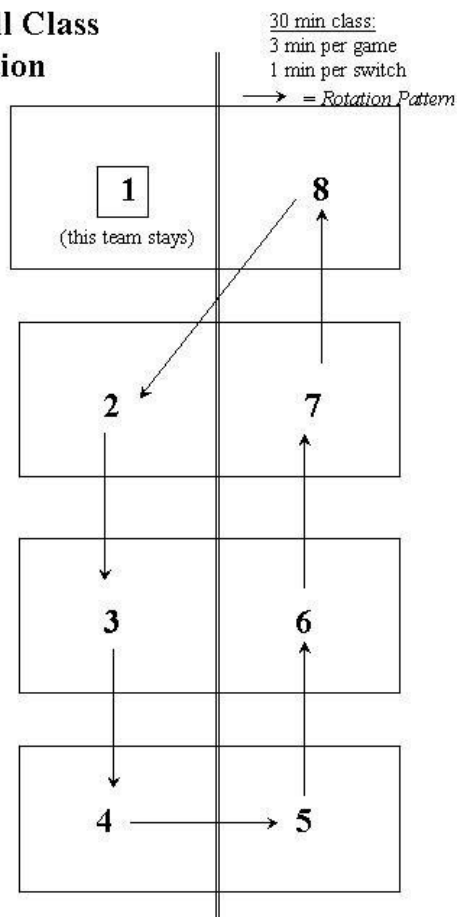 ll Class
ion
30 min class:
3 min per game
1 min per switch
= Rotation Pattern
1
(this team stays)
8
2
7
3
6
4
5